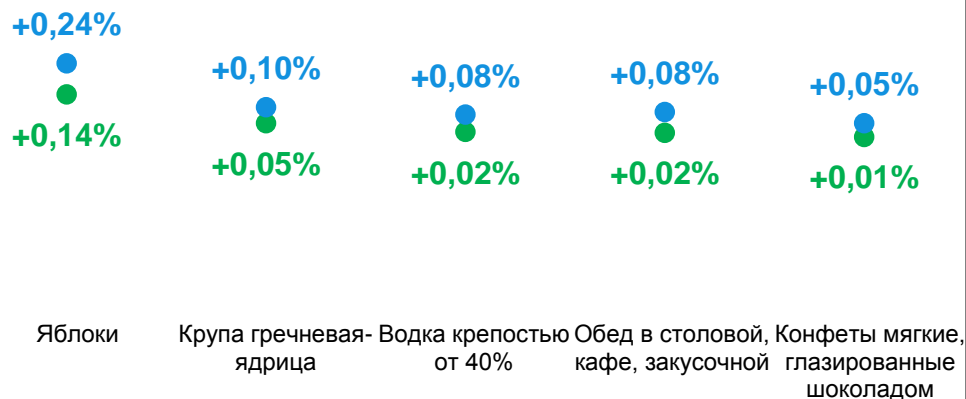 +0,24%
+0,10%
+0,08%
+0,08%
+0,05%
+0,14%
+0,05%
+0,02%
+0,02%
+0,01%
Яблоки
Крупа гречневая-
ядрица
Водка крепостью
от 40%
Обед в столовой,
кафе, закусочной
Конфеты мягкие,
глазированные
шоколадом